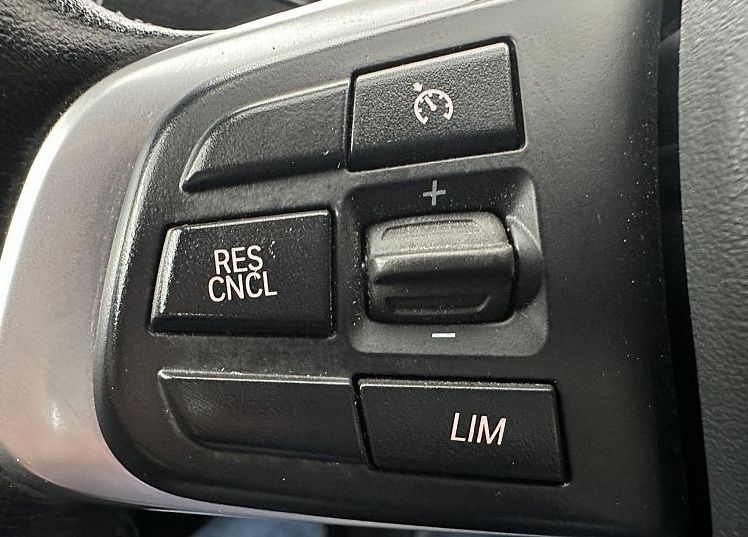 +
RES
CNCL
−
LIM